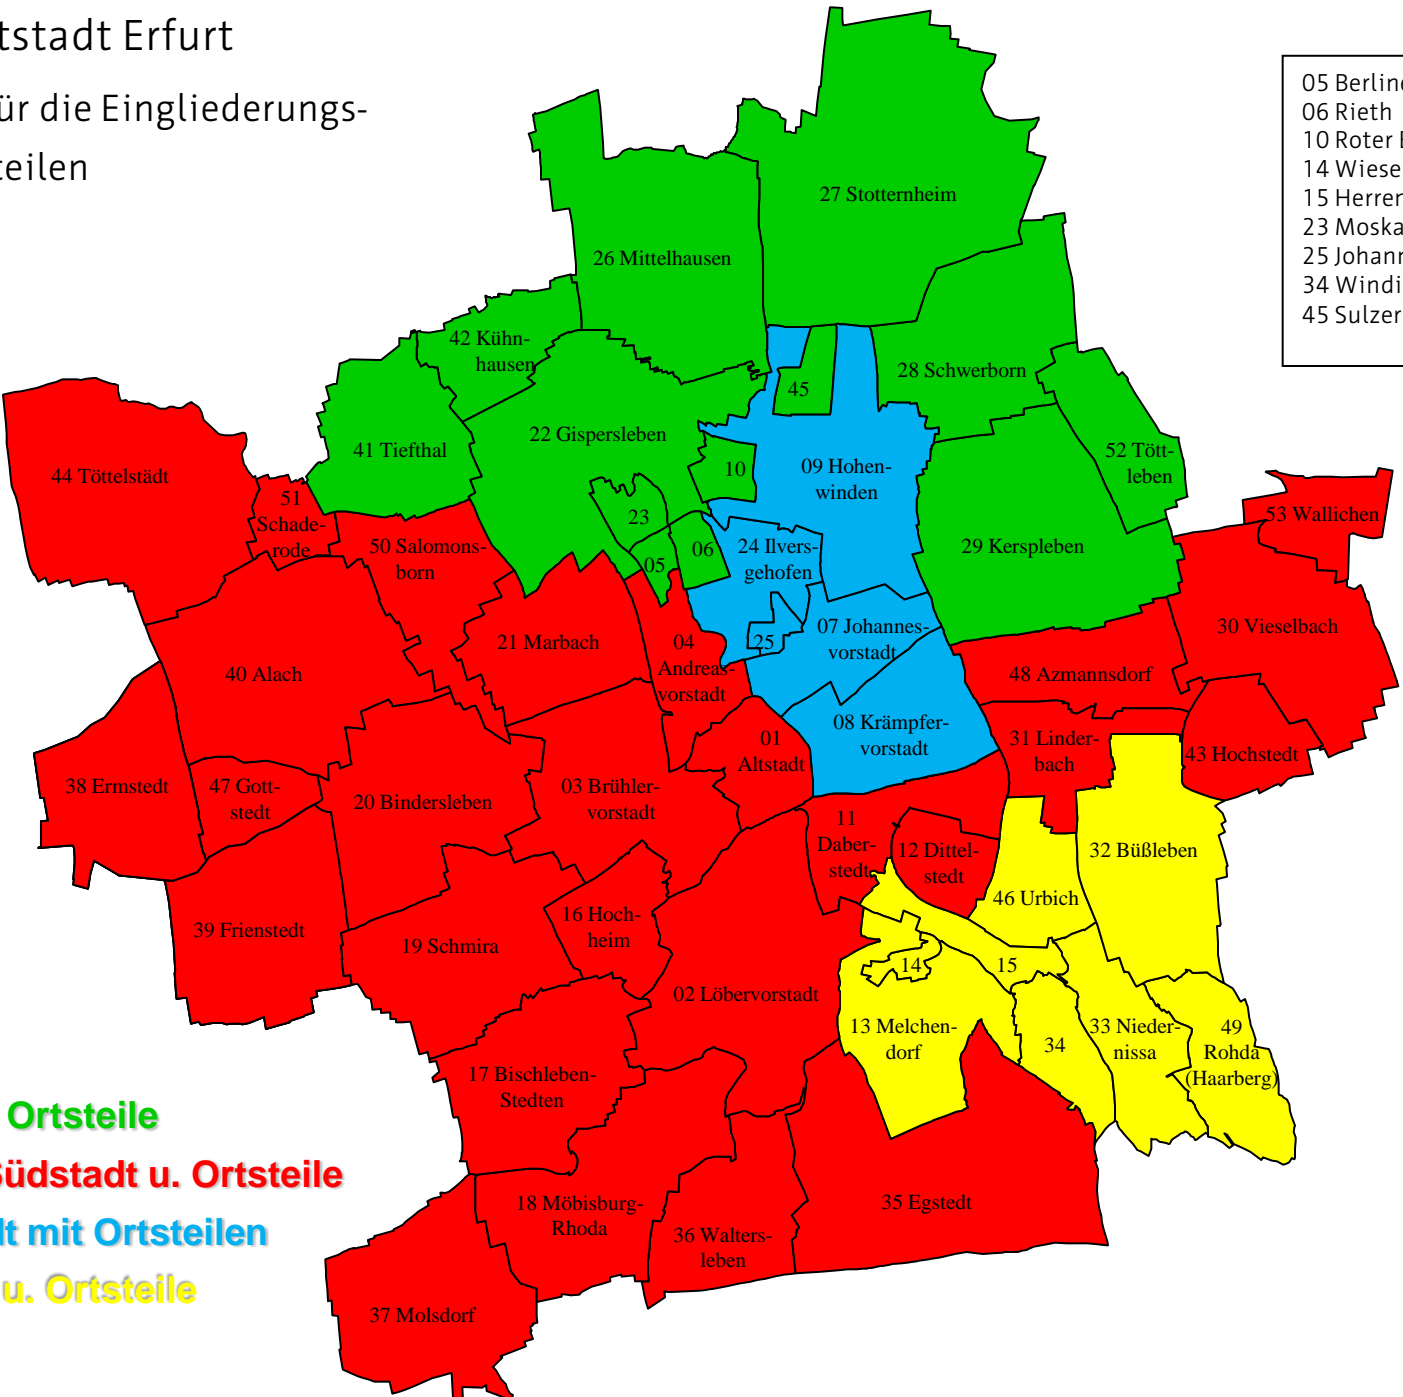 tstadt Erfurt
ür die Eingliederungs-
teilen
05 Berline
06 Rieth
10 Roter
14 Wiese
15 Herren
23 Moska
25 Johann
34 Windi
45 Sulzer
27 Stotternheim
26 Mittelhausen
42 Kühn-
hausen
28 Schwerborn
45
41 Tiefthal
22 Gispersleben
10
09 Hohen-
winden
52 Tött-
leben
44 Töttelstädt
51
Schade-
rode
53 Wallichen
50 Salomons-
born
23
05
06
24 Ilvers-
gehofen
29 Kerspleben
21 Marbach
04
Andreas-
vorstadt
25
07 Johannes-
vorstadt
30 Vieselbach
40 Alach
48 Azmannsdorf
08 Krämpfer-
vorstadt
01
Altstadt
31 Linder-
bach
43 Hochstedt
38 Ermstedt
47 Gott-
stedt
20 Bindersleben
03 Brühler-
vorstadt
11
Daber-
stedt
12 Dittel-
stedt
32 Büßleben
46 Urbich
39 Frienstedt
19 Schmira
16 Hoch-
heim
14
15
02 Löbervorstadt
13 Melchen-
dorf
34
33 Nieder-
nissa
49
Rohda
(Haarberg)
17 Bischleben-
Stedten
18 Möbisburg-
Rhoda
36 Walters-
leben
35 Egstedt
37 Molsdorf
Ortsteile
Südstadt u. Ortsteile
dt mit Ortsteilen
u. Ortsteile